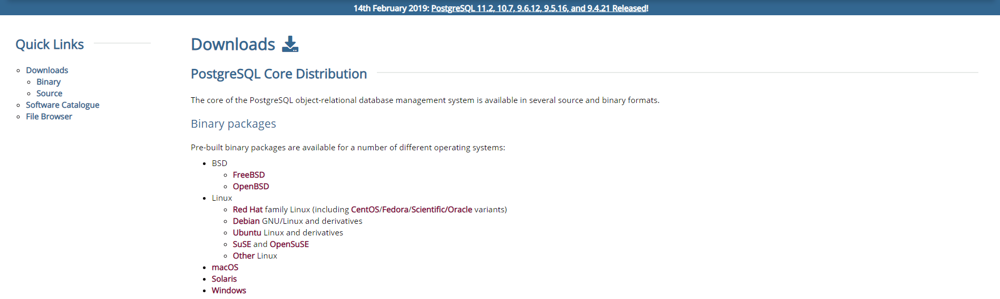 14th February 2019: PostgreSQL 11.2, 10.7, 9.6.12, 9.5.16, and 9.4.21 Released!
Quick Links
Downloads
Binary
Source
Software Catalogue
File Browser
Downloads
PostgreSQL Core Distribution
The core of the PostgreSQL object-relational database management system is available in several source and binary formats.
Binary packages
Pre-built binary packages are available for a number of different operating systems:
BSD
FreeBSD
OpenBSD
Linux
Red Hat family Linux (including CentOS/Fedora/Scientific/Oracle variants)
Debian GNU/Linux and derivatives
Ubuntu Linux and derivatives
SuSE and OpenSuSE
Other Linux
macOS
Solaris
Windows